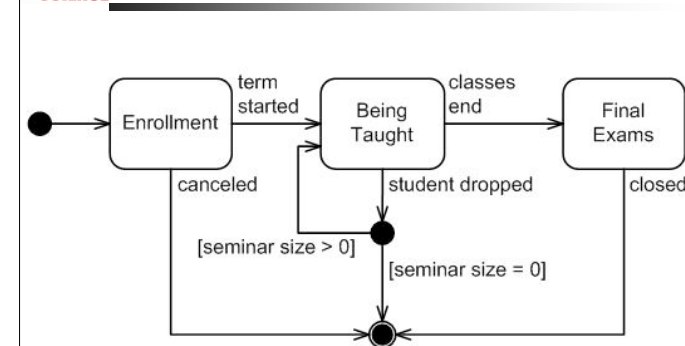 term
started
classes
end
Enrollment
Being
Taught
Final
Exams
canceled
student dropped
closed
[seminar size > 0]
[seminar size = 0]